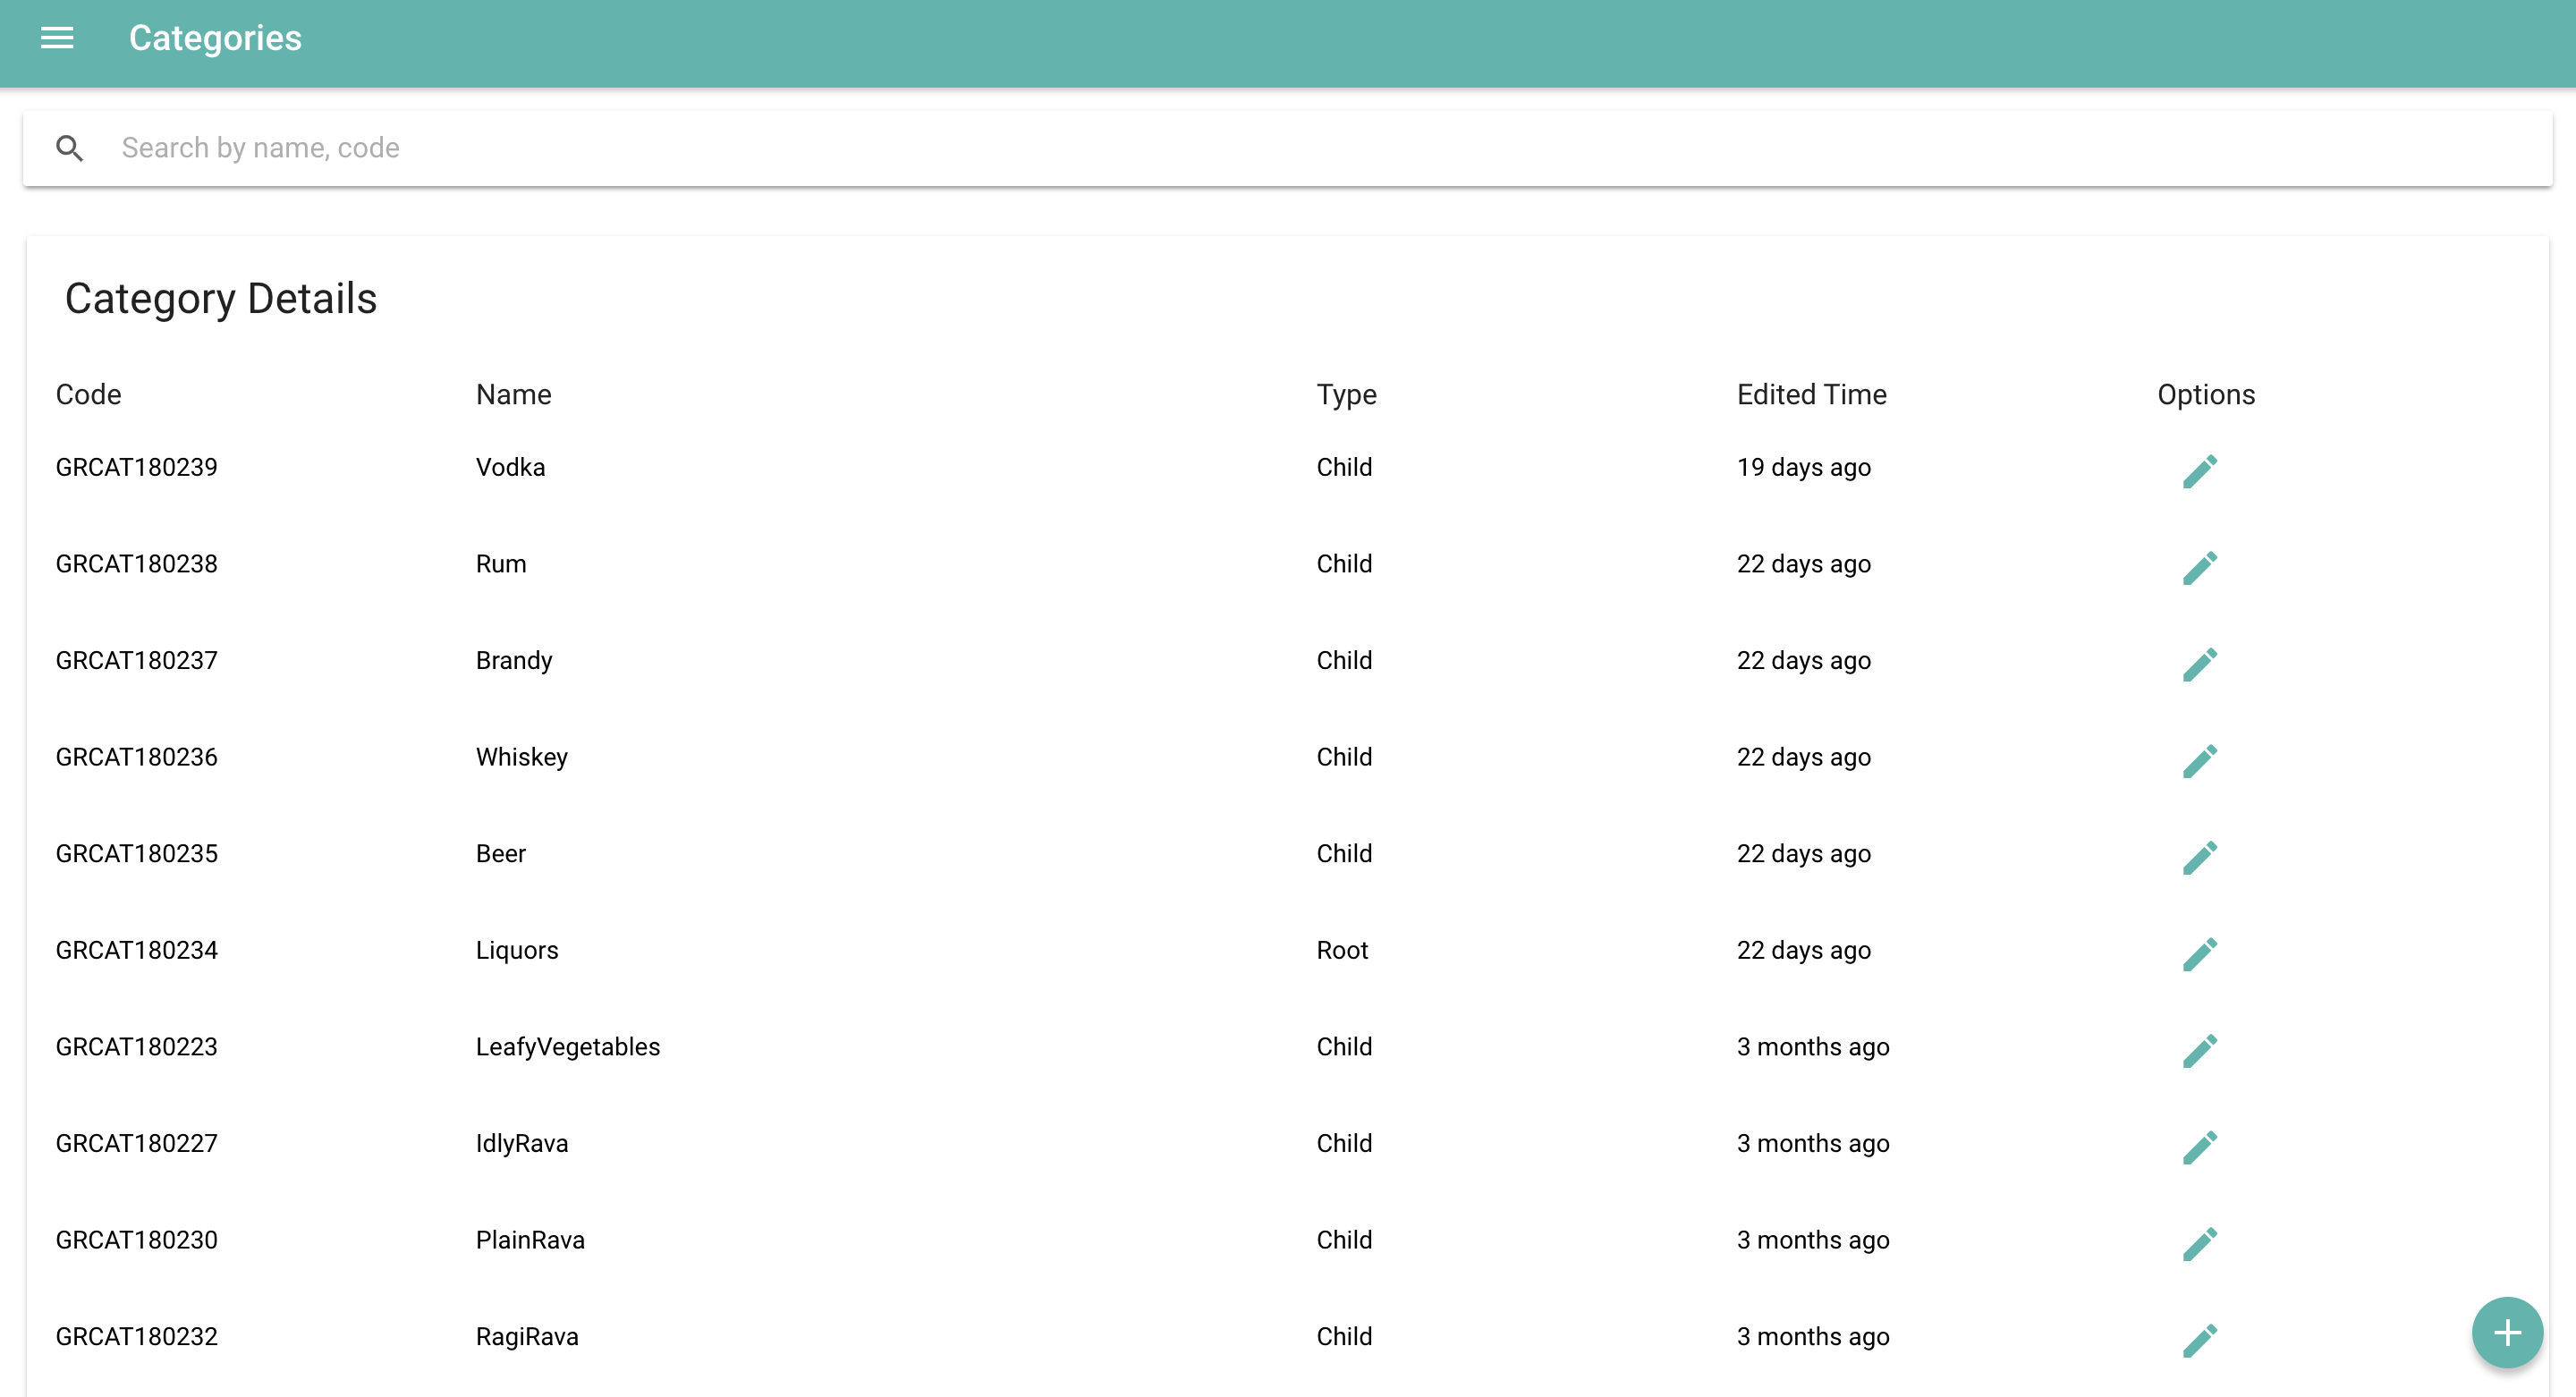 Categories
Search by name, code
Category Details
Code Name Type Edited Time Options
GRCAT180239 Vodka Child 19 days ago
GRCAT180238 Rum Child 22 days ago
GRCAT180237 Brandy Child 22 days ago
GRCAT180236 Whiskey Child 22 days ago
GRCAT180235 Beer Child 22 days ago
GRCAT180234 Liquors Root 22 days ago
GRCAT180223 LeafyVegetables Child 3 months ago
GRCAT180227 IdlyRava Child 3 months ago
GRCAT180230 PlainRava Child 3 months ago
GRCAT180232 RagiRava Child 3 months ago